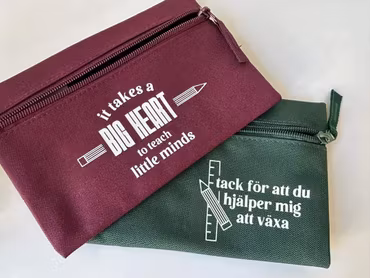 it takes a
BIG HEART
to teach
little minds
tack för att du
hjälper mig
att växa